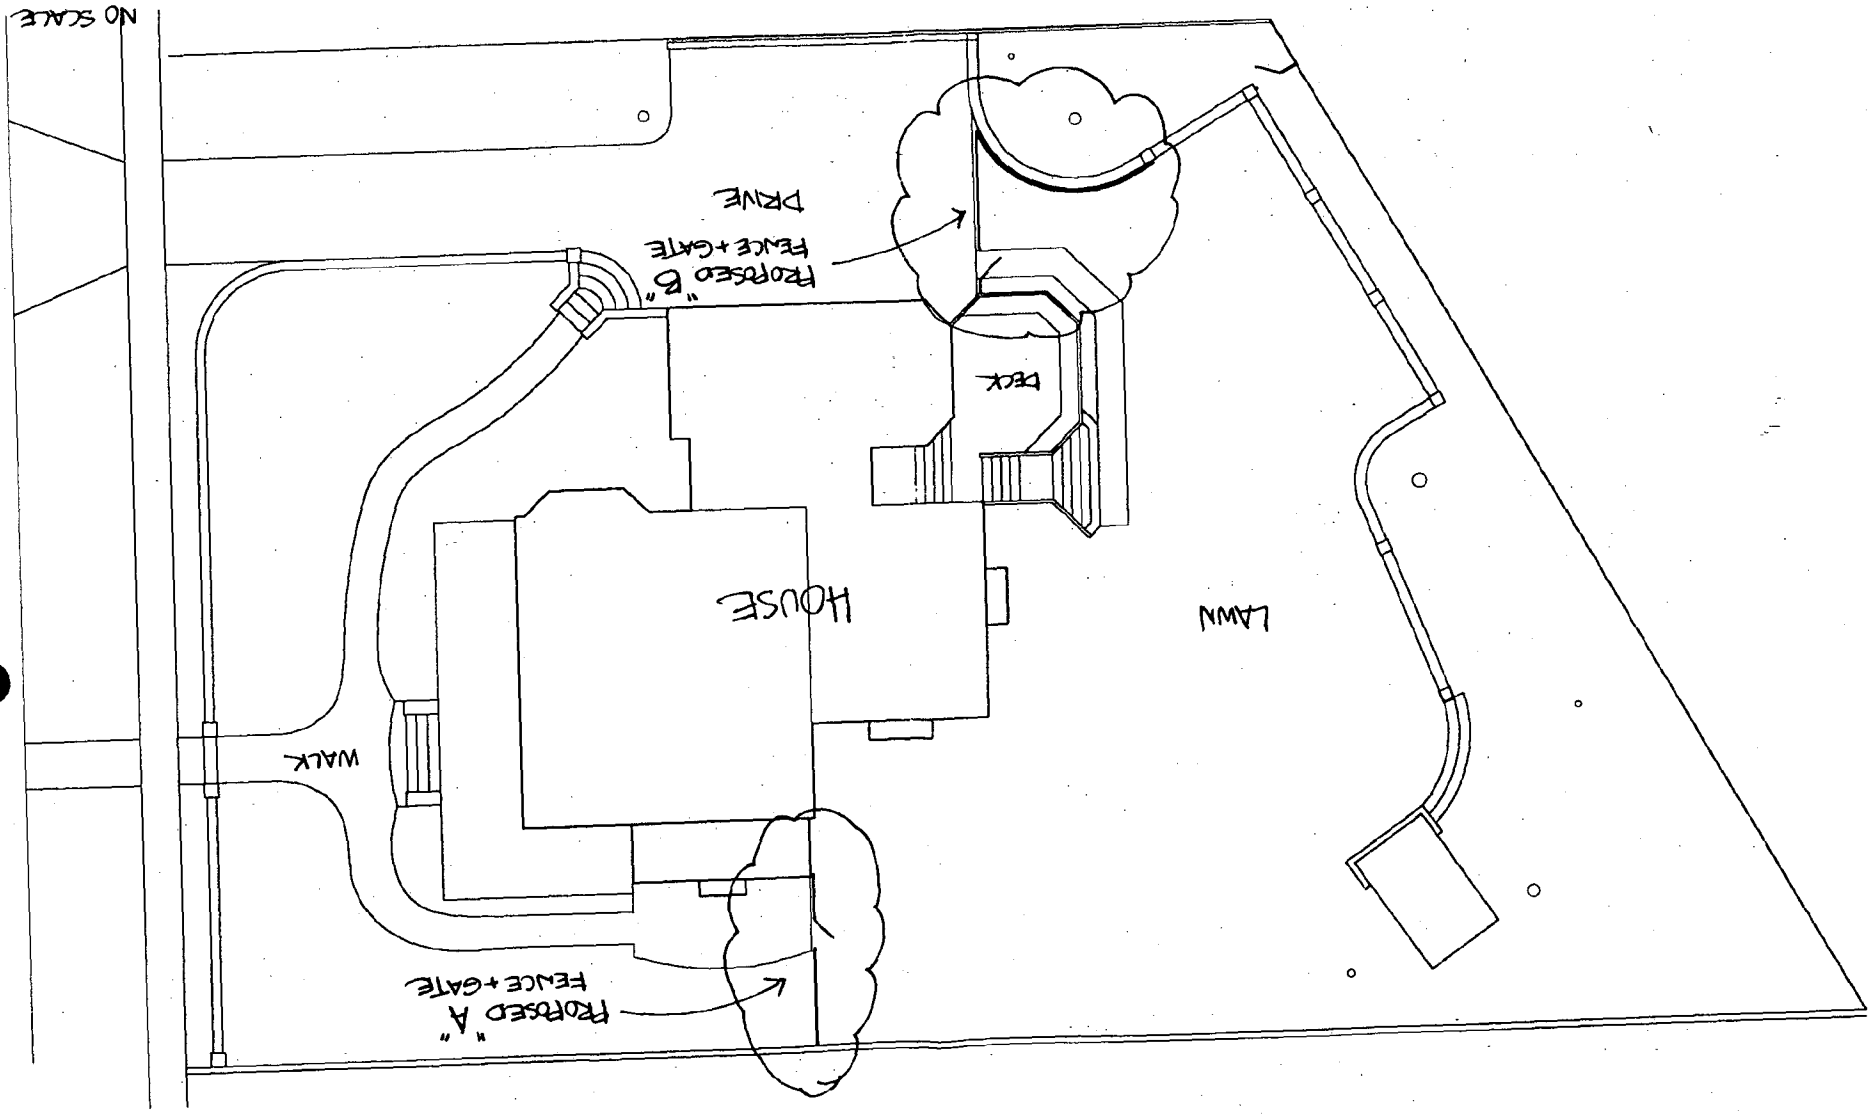 PROPOSED "A"
FENCE + GATE
WALK
LAWN
HOUSE
DECK
PROPOSED "B"
FENCE + GATE
DRIVE
NO SCALE